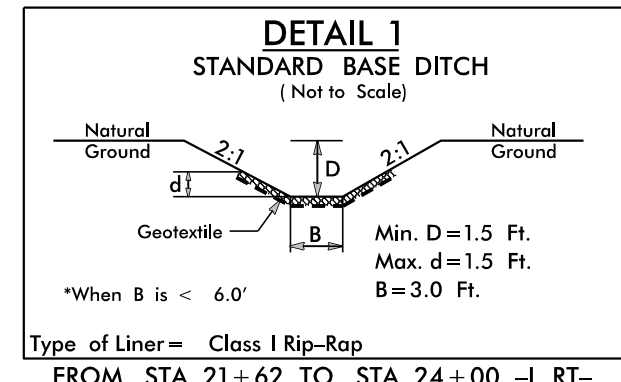 DETAIL 1
STANDARD BASE DITCH
( Not to Scale)
Natural
Ground
Natural
Ground
2:1
2:1
D
d
Geotextile
B
Min. D=1.5 Ft.
Max. d=1.5 Ft.
B=3.0 Ft.
*When B is < 6.0'
Type of Liner= Class I Rip-Rap
FROM STA 21+62 TO STA 24+00 -L RT-